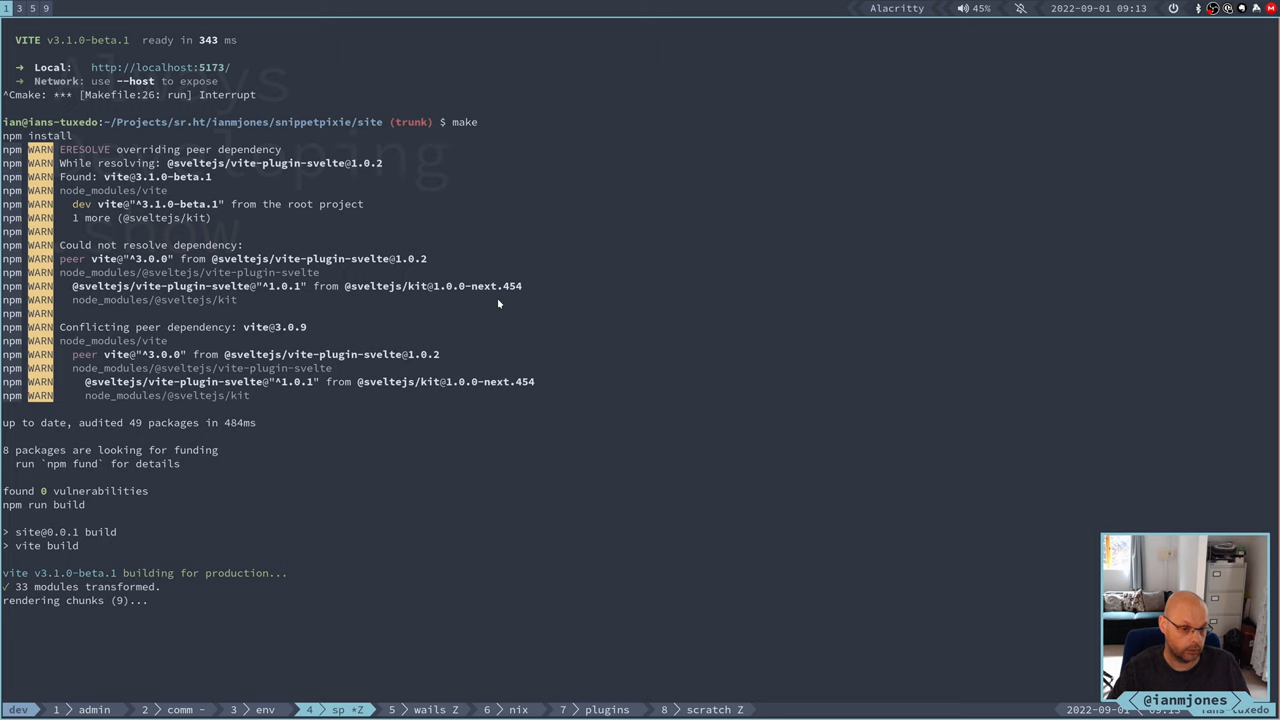 1 3 5 9 Alacritty 45% 2022-09-01 09:13
VITE v3.1.0-beta.1 ready in 343 ms
➜ Local: http://localhost:5173/
➜ Network: use --host to expose
^Cmake: *** [Makefile:26: run] Interrupt
ian@ians-tuxedo:~/Projects/sr.ht/ianmjones/snippetpixie/site (trunk) $ make
npm install
npm WARN ERESOLVE overriding peer dependency
npm WARN While resolving: @sveltejs/vite-plugin-svelte@1.0.2
npm WARN Found: vite@3.1.0-beta.1
npm WARN node_modules/vite
npm WARN dev vite@"^3.1.0-beta.1" from the root project
npm WARN 1 more (@sveltejs/kit)
npm WARN
npm WARN Could not resolve dependency:
npm WARN peer vite@"^3.0.0" from @sveltejs/vite-plugin-svelte@1.0.2
npm WARN node_modules/@sveltejs/vite-plugin-svelte
npm WARN @sveltejs/vite-plugin-svelte@"^1.0.1" from @sveltejs/kit@1.0.0-next.454
npm WARN node_modules/@sveltejs/kit
npm WARN
npm WARN Conflicting peer dependency: vite@3.0.9
npm WARN node_modules/vite
npm WARN peer vite@"^3.0.0" from @sveltejs/vite-plugin-svelte@1.0.2
npm WARN node_modules/@sveltejs/vite-plugin-svelte
npm WARN @sveltejs/vite-plugin-svelte@"^1.0.1" from @sveltejs/kit@1.0.0-next.454
npm WARN node_modules/@sveltejs/kit
up to date, audited 49 packages in 484ms
8 packages are looking for funding
run `npm fund` for details
found 0 vulnerabilities
npm run build
> site@0.0.1 build
> vite build
vite v3.1.0-beta.1 building for production...
✓ 33 modules transformed.
rendering chunks (9)...
@ianmjones
dev 1 admin 2 comm - 3 env 4 sp *Z 5 wails Z 6 nix 7 plugins 8 scratch Z 2022-09-01